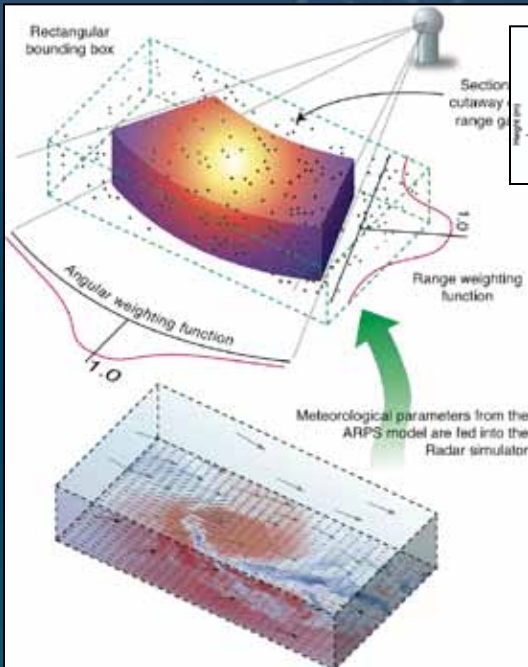 Rectangular
bounding box
Section
cutaway
range
Height (m)
1.0
Range weighting
function
Angular weighting function
1.0
Meteorological parameters from the
ARPS model are fed into the
Radar simulator